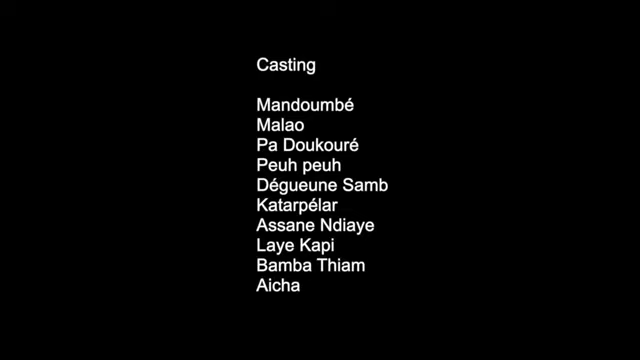 Casting
Mandoumbé
Malao
Pa Doukouré
Peuh peuh
Dégueune Samb
Katarpélar
Assane Ndiaye
Laye Kapi
Bamba Thiam
Aicha